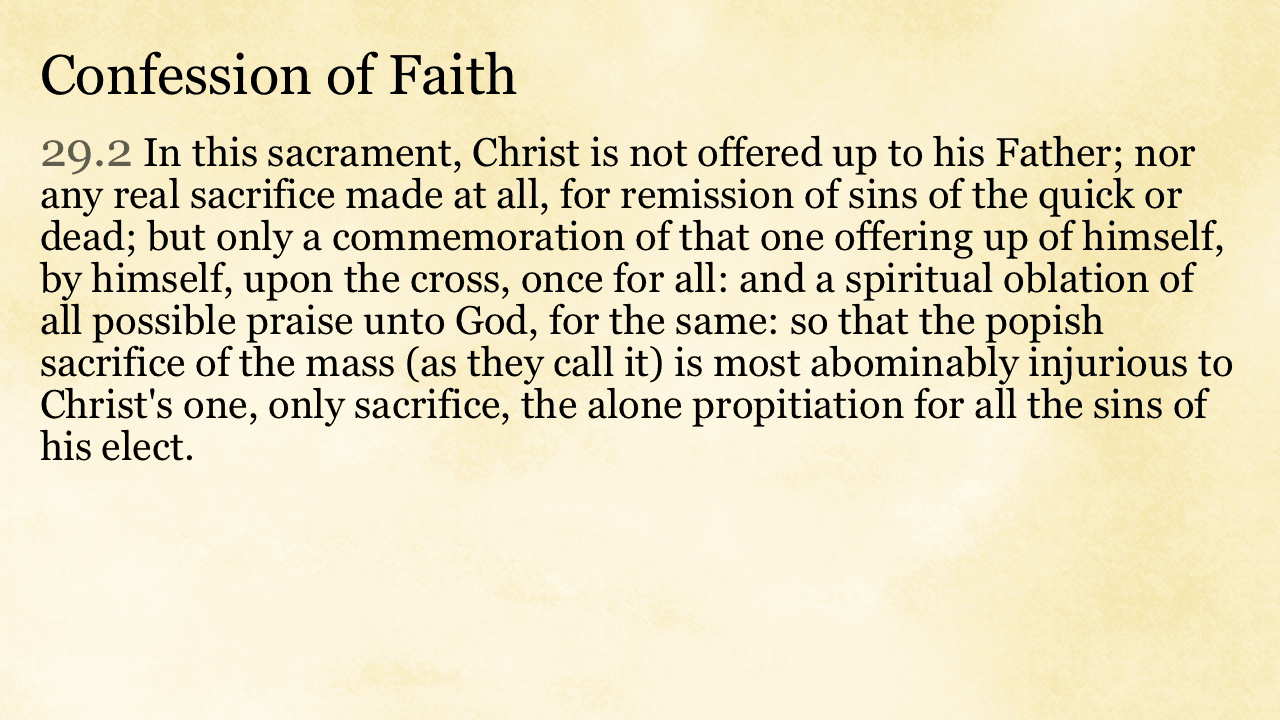 Confession of Faith
29.2 In this sacrament, Christ is not offered up to his Father; nor
any real sacrifice made at all, for remission of sins of the quick or
dead; but only a commemoration of that one offering up of himself,
by himself, upon the cross, once for all: and a spiritual oblation of
all possible praise unto God, for the same: so that the popish
sacrifice of the mass (as they call it) is most abominably injurious to
Christ's one, only sacrifice, the alone propitiation for all the sins of
his elect.